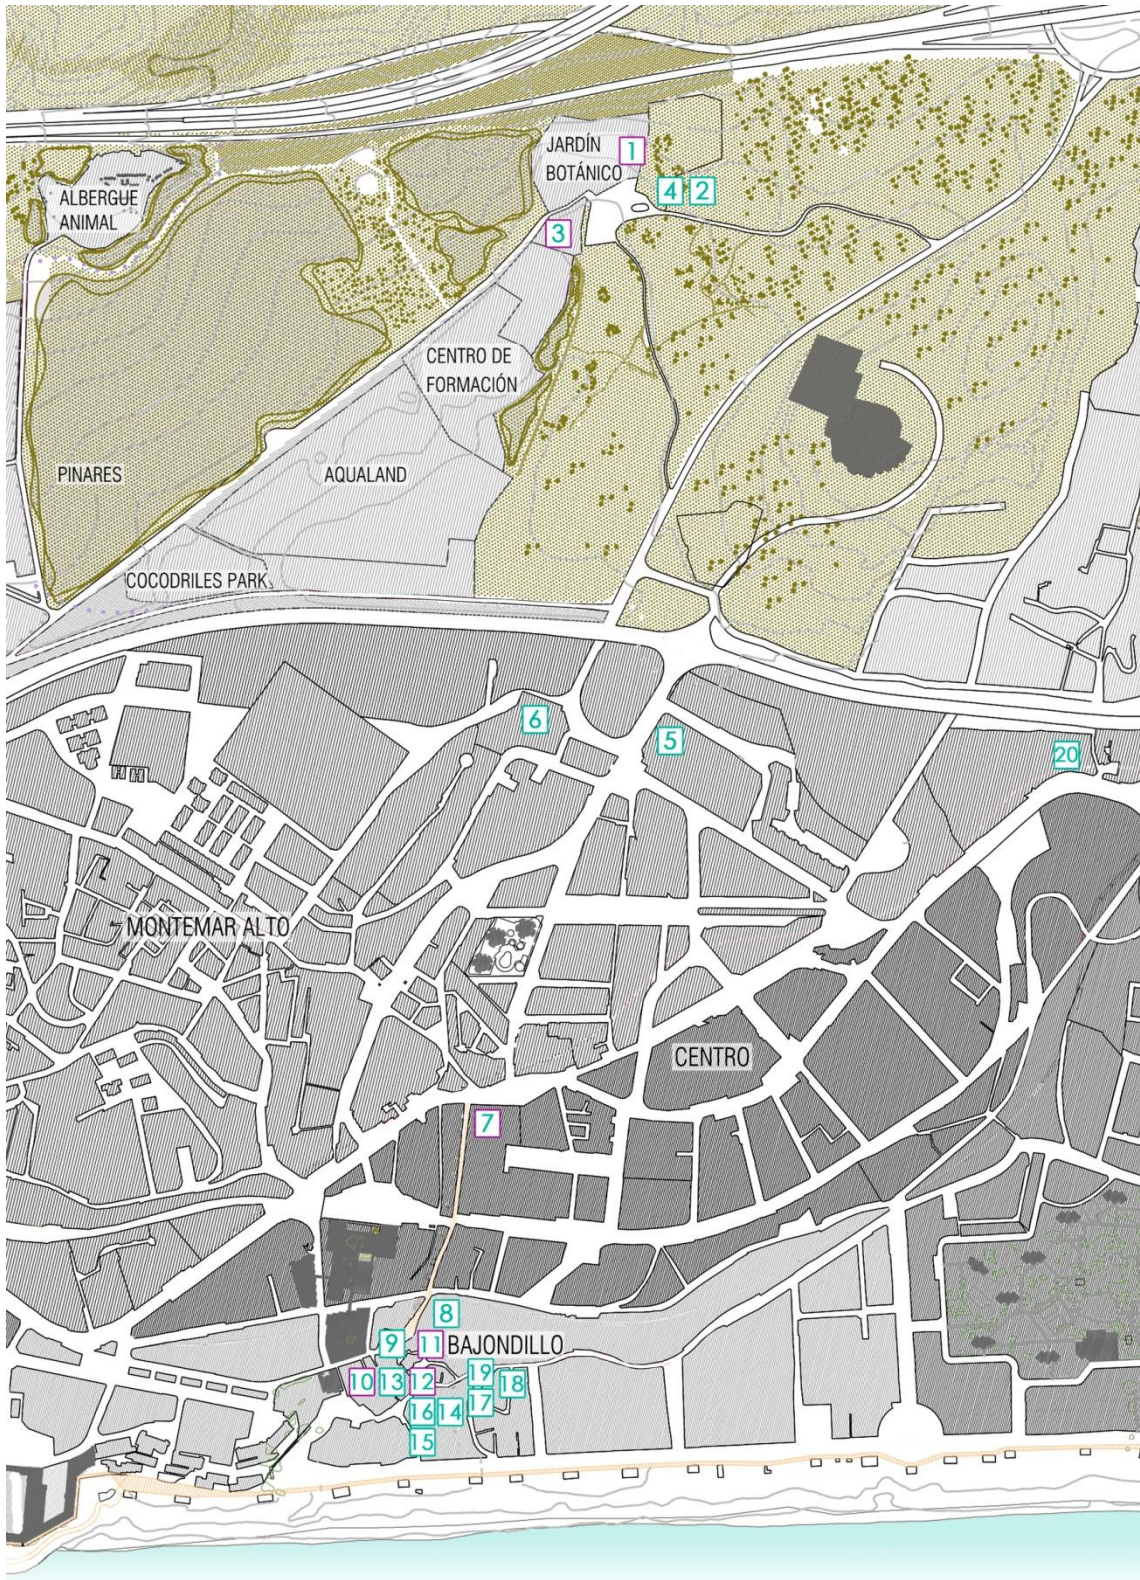 JARDÍN
BOTÁNICO
1
4
2
ALBERGUE
ANIMAL
3
CENTRO DE
FORMACIÓN
PINARES
AQUALAND
COCODRILES PARK
6
5
20
MONTEMAR ALTO
CENTRO
7
8
9
11
BAJONDILLO
10
13
12
19
18
16
14
17
15